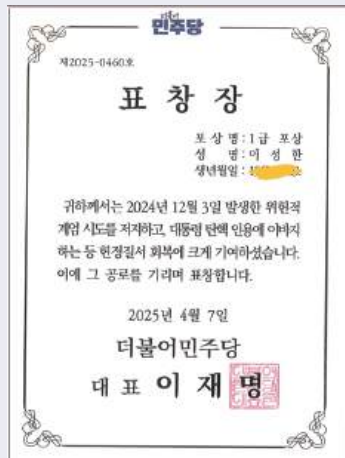 더불어
민주당
제2025-0460호
표 창 장
포 상 명 : 1급 포상
성 명 : 이 성 한
생년월일 :
귀하께서는 2024년 12월 3일 발생한 위헌적
계엄 시도를 저지하고, 대통령 탄핵 인용에 이바지
하는 등 헌정질서 회복에 크게 기여하셨습니다.
이에 그 공로를 기리며 표창합니다.
2025년 4월 7일
더불어민주당
대 표 이 재 명